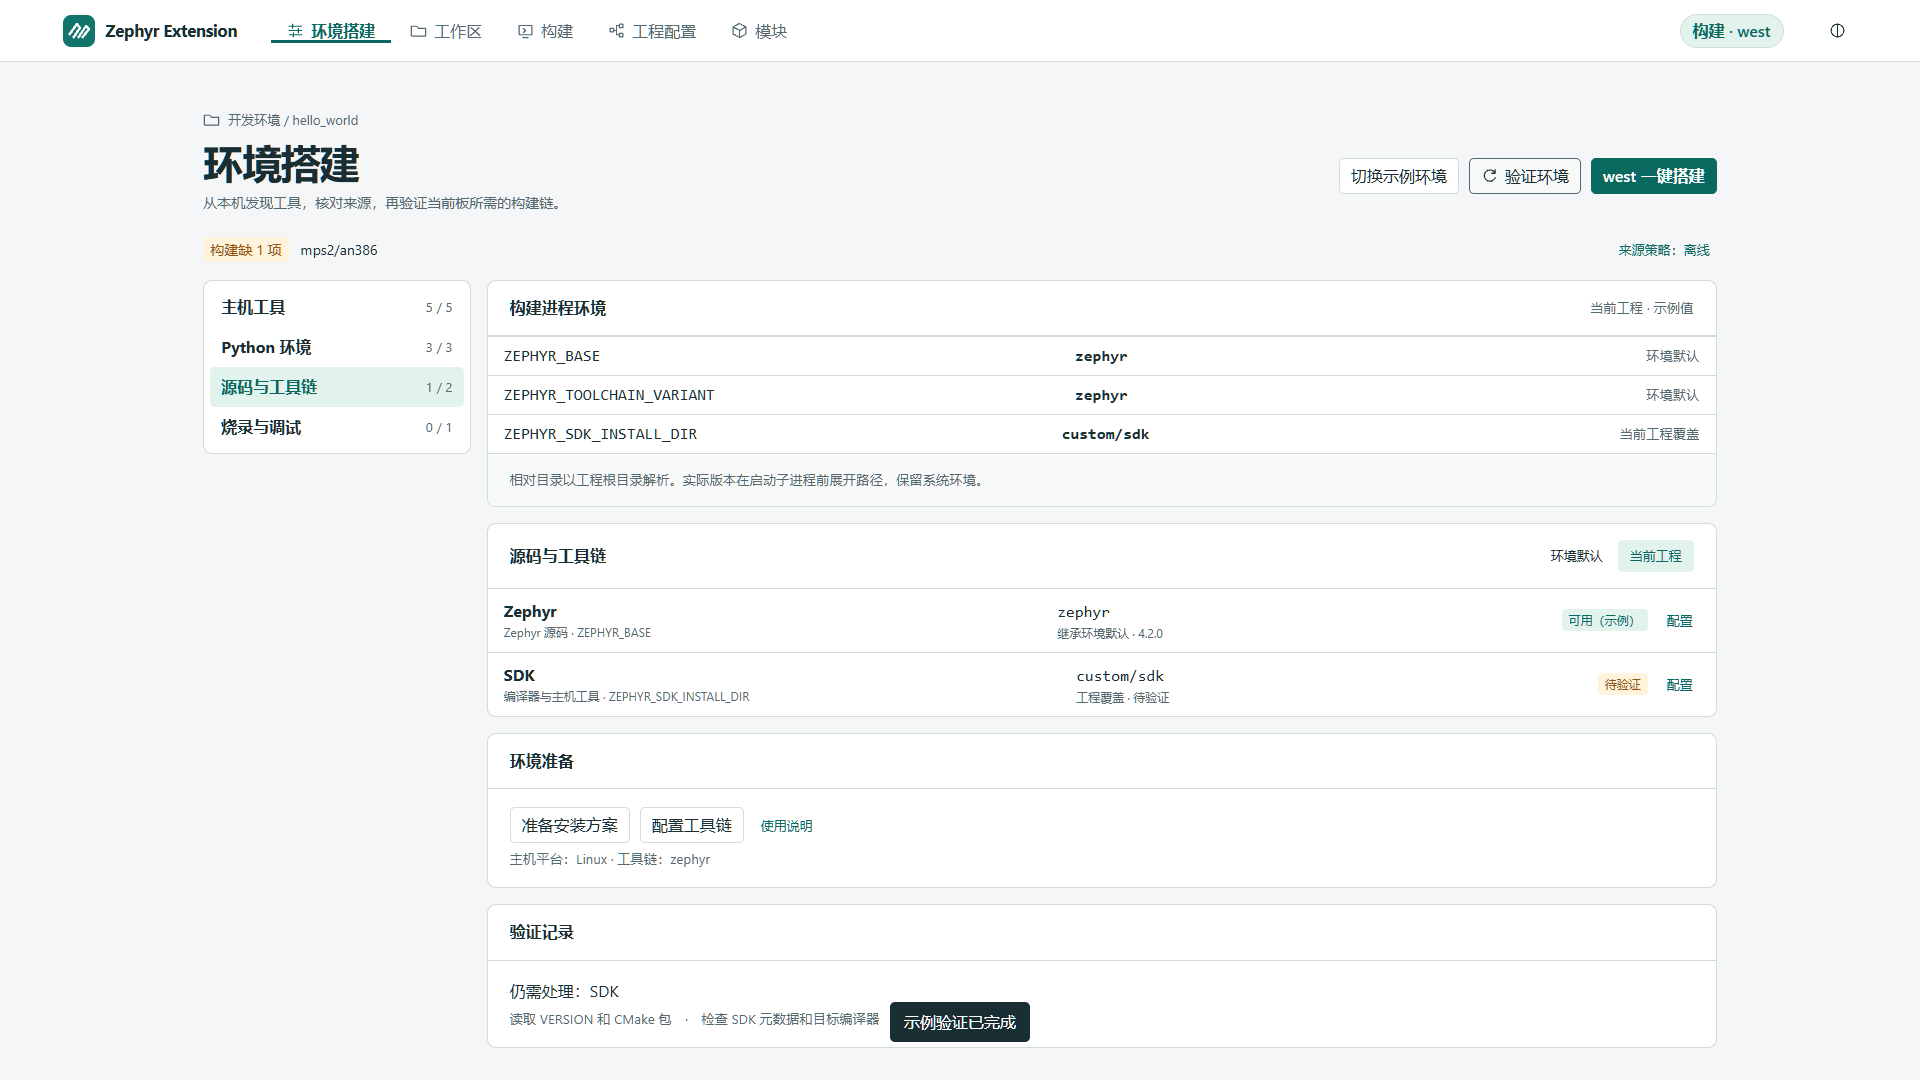 Zephyr Extension
环境搭建
工作区
构建
工程配置
模块
构建 · west
开发环境 / hello_world
环境搭建
从本机发现工具，核对来源，再验证当前板所需的构建链。
切换示例环境
验证环境
west 一键搭建
构建缺 1 项
mps2/an386
来源策略：离线
主机工具 5 / 5
Python 环境 3 / 3
源码与工具链 1 / 2
烧录与调试 0 / 1
构建进程环境
当前工程 · 示例值
ZEPHYR_BASE zephyr 环境默认
ZEPHYR_TOOLCHAIN_VARIANT zephyr 环境默认
ZEPHYR_SDK_INSTALL_DIR custom/sdk 当前工程覆盖
相对目录以工程根目录解析。实际版本在启动子进程前展开路径，保留系统环境。
源码与工具链
环境默认
当前工程
Zephyr
Zephyr 源码 · ZEPHYR_BASE
zephyr
继承环境默认 · 4.2.0
可用（示例）
配置
SDK
编译器与主机工具 · ZEPHYR_SDK_INSTALL_DIR
custom/sdk
工程覆盖 · 待验证
待验证
配置
环境准备
准备安装方案
配置工具链
使用说明
主机平台：Linux · 工具链：zephyr
验证记录
仍需处理：SDK
读取 VERSION 和 CMake 包 · 检查 SDK 元数据和目标编译器
示例验证已完成